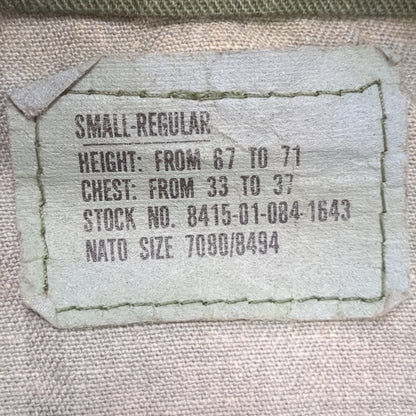 SMALL-REGULAR
HEIGHT: FROM 67 TO 71
CHEST: FROM 33 TO 37
STOCK NO. 8415-01-084-1643
NATO SIZE 7080/8494